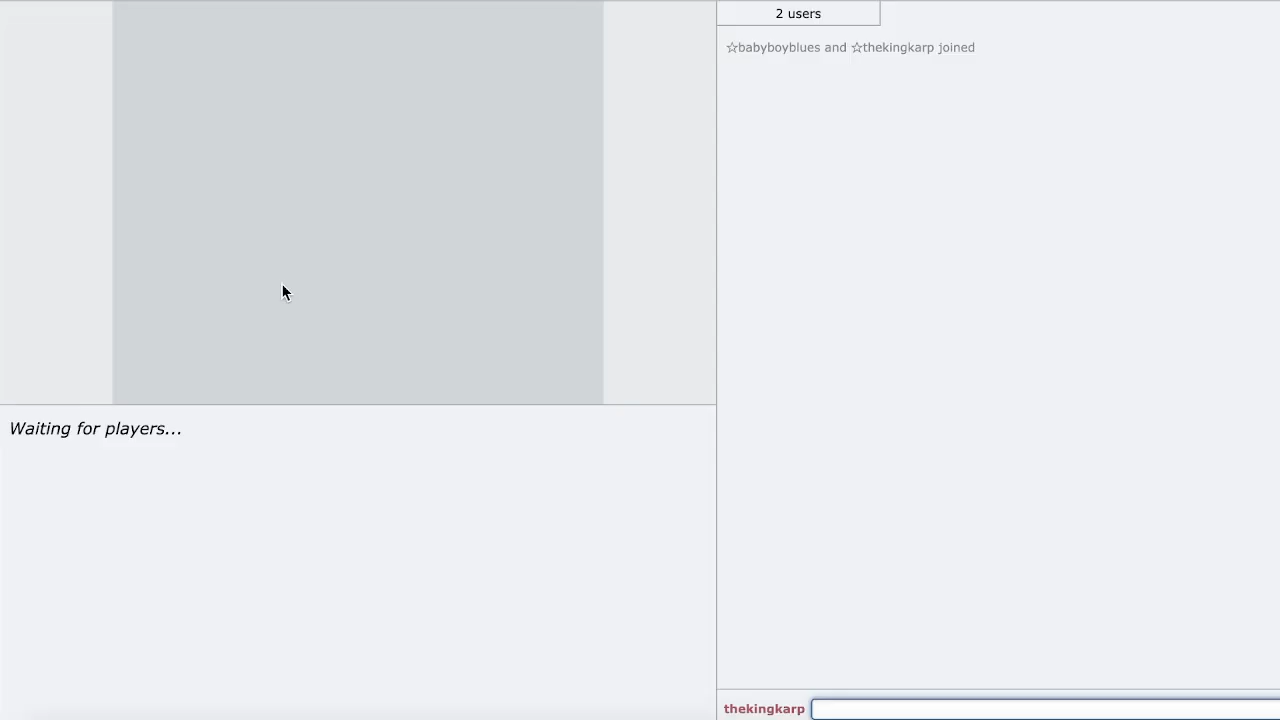 2 users
☆babyboyblues and ☆thekingkarp joined
Waiting for players...
thekingkarp